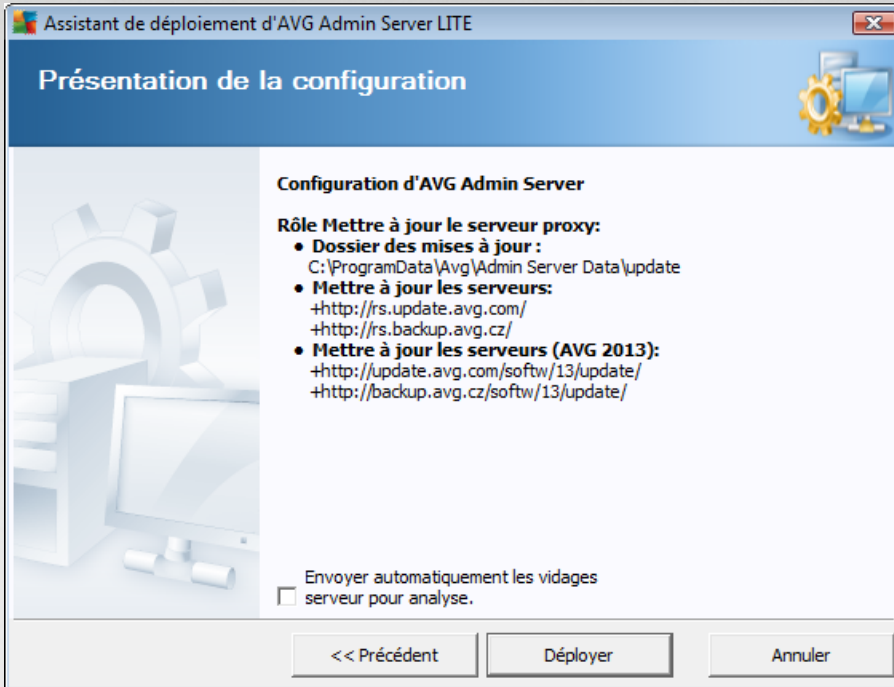 Assistant de déploiement d'AVG Admin Server LITE
Présentation de la configuration
Configuration d'AVG Admin Server
Rôle Mettre à jour le serveur proxy:
• Dossier des mises à jour :
C:\ProgramData\Avg\Admin Server Data\update
• Mettre à jour les serveurs:
+http://rs.update.avg.com/
+http://rs.backup.avg.cz/
• Mettre à jour les serveurs (AVG 2013):
+http://update.avg.com/softw/13/update/
+http://backup.avg.cz/softw/13/update/
Envoyer automatiquement les vidages
serveur pour analyse.
<< Précédent
Déployer
Annuler